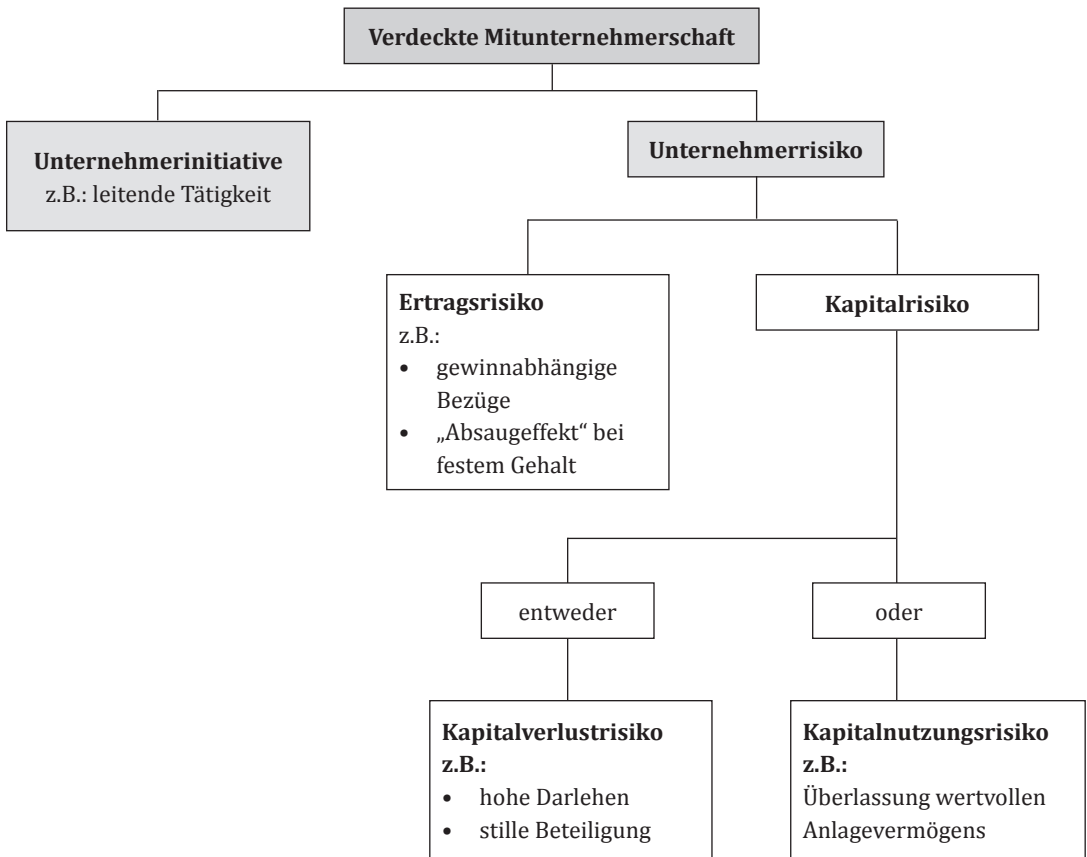 Verdeckte Mitunternehmerschaft
Unternehmerinitiative
z.B.: leitende Tätigkeit
Unternehmerrisiko
Ertragsrisiko
z.B.:
• gewinnabhängige
Bezüge
• „Absaugeffekt“ bei
festem Gehalt
Kapitalrisiko
entweder
oder
Kapitalverlustrisiko
z.B.:
• hohe Darlehen
• stille Beteiligung
Kapitalnutzungsrisiko
z.B.:
Überlassung wertvollen
Anlagevermögens